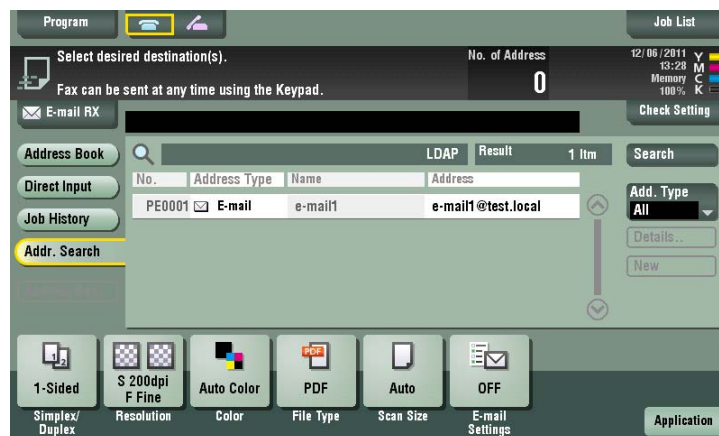 Program
Job List
Select desired destination(s).
No. of Address
12/06/2011
13:28
Memory
100%
Y
M
C
K
Fax can be sent at any time using the Keypad.
0
E-mail RX
Check Setting
Address Book
LDAP
Result
1 Itm
Search
No.
Address Type
Name
Address
Direct Input
PE0001
E-mail
e-mail1
e-mail1@test.local
Add. Type
All
Job History
Details..
Addr. Search
New
1-Sided
S 200dpi
F Fine
Auto Color
PDF
PDF
Auto
OFF
Simplex/
Duplex
Resolution
Color
File Type
Scan Size
E-mail
Settings
Application